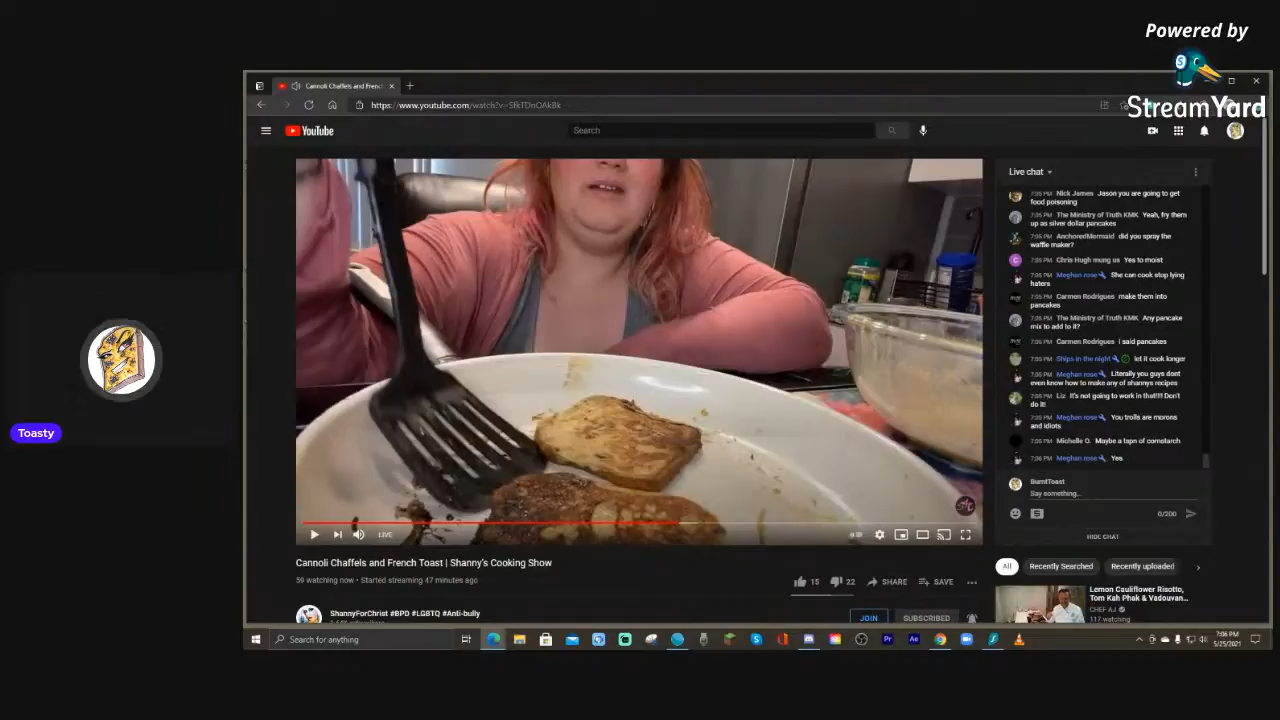 Powered by
StreamYard
Cannoli Chaffels and Frenc
https://www.youtube.com/watch?v=SfkTDnOAkBk
YouTube
Search
Live chat
7:05 PM Nick James Jason you are going to get
food poisoning
7:05 PM The Ministry of Truth KMK Yeah, fry them
up as silver dollar pancakes
7:05 PM AnchoredMermaid did you spray the
waffle maker?
7:05 PM Chris Hugh mung us Yes to moist
7:05 PM Meghan rose She can cook stop lying
haters
7:05 PM Carmen Rodrigues make them into
pancakes
7:05 PM The Ministry of Truth KMK Any pancake
mix to add to it?
7:05 PM Carmen Rodrigues i said pancakes
7:05 PM Ships in the night let it cook longer
7:05 PM Meghan rose Literally you guys dont
even know how to make any of shannys recipes
7:05 PM Liz It's not going to work in that!!!! Don't
do it!
7:05 PM Meghan rose You trolls are morons
and idiots
7:05 PM Michelle O. Maybe a tspn of cornstarch
7:06 PM Meghan rose Yes
BurntToast
Say something...
0/200
HIDE CHAT
Toasty
LIVE
Cannoli Chaffels and French Toast | Shanny's Cooking Show
59 watching now • Started streaming 47 minutes ago
15
22
SHARE
SAVE
All
Recently Searched
Recently uploaded
ShannyForChrist #BPD #LGBTQ #Anti-bully
JOIN
SUBSCRIBED
Lemon Cauliflower Risotto,
Tom Kah Phak & Vadouvan...
CHEF AJ
117 watching
Search for anything
7:06 PM
5/25/2021